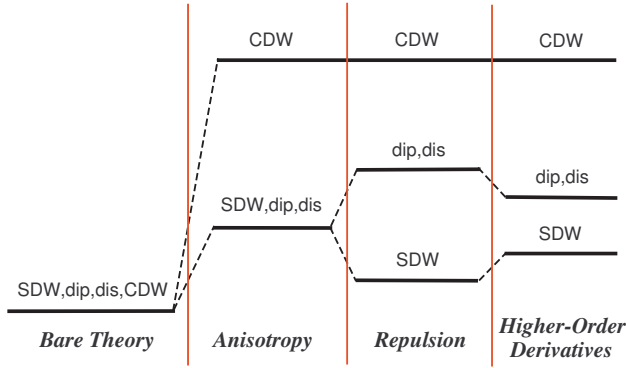 CDW
CDW
CDW
dip,dis
dip,dis
SDW,dip,dis
SDW
SDW
SDW,dip,dis,CDW
Bare Theory
Anisotropy
Repulsion
Higher-Order
Derivatives